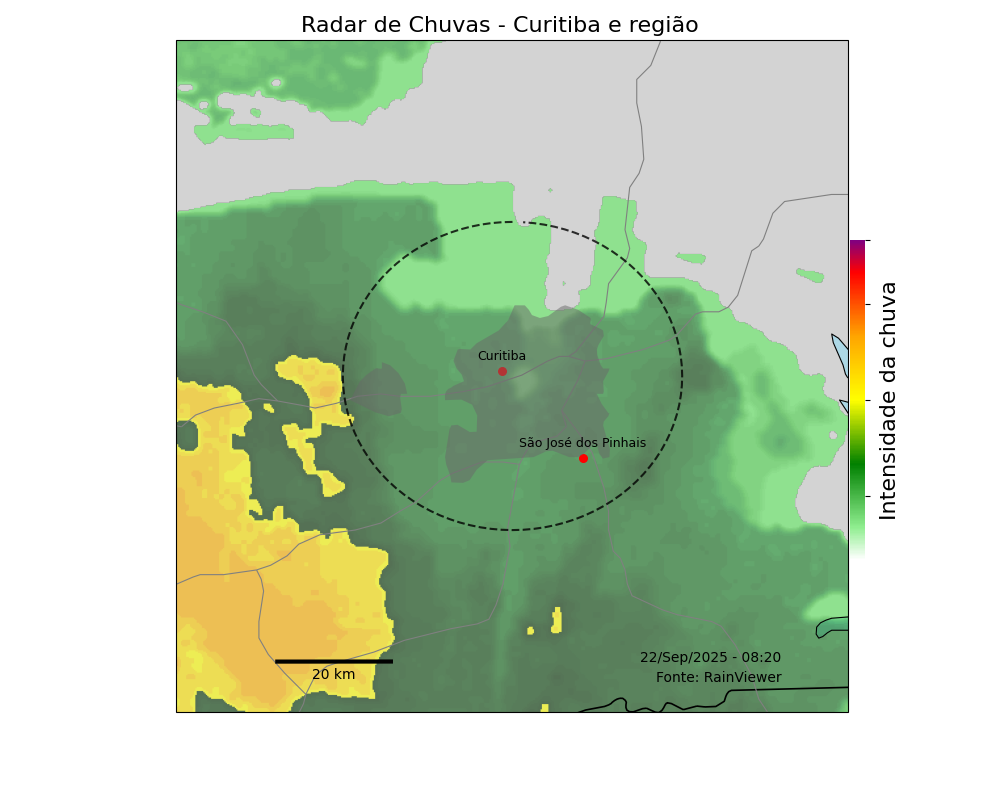 Radar de Chuvas - Curitiba e região
Curitiba
São José dos Pinhais
Intensidade da chuva
22/Sep/2025 - 08:20
Fonte: RainViewer
20 km